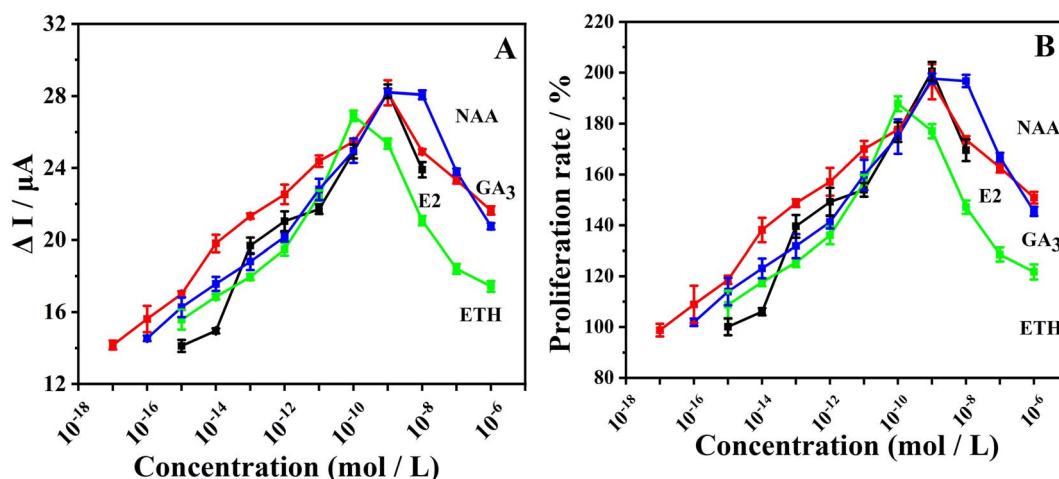 A
Δ I / µA
32
28
24
20
16
12
NAA
GA3
E2
ETH
10-18
10-16
10-14
10-12
10-10
10-8
10-6
Concentration (mol / L)
B
Proliferation rate / %
220
200
180
160
140
120
100
80
NAA
E2
GA3
ETH
10-18
10-16
10-14
10-12
10-10
10-8
10-6
Concentration (mol / L)